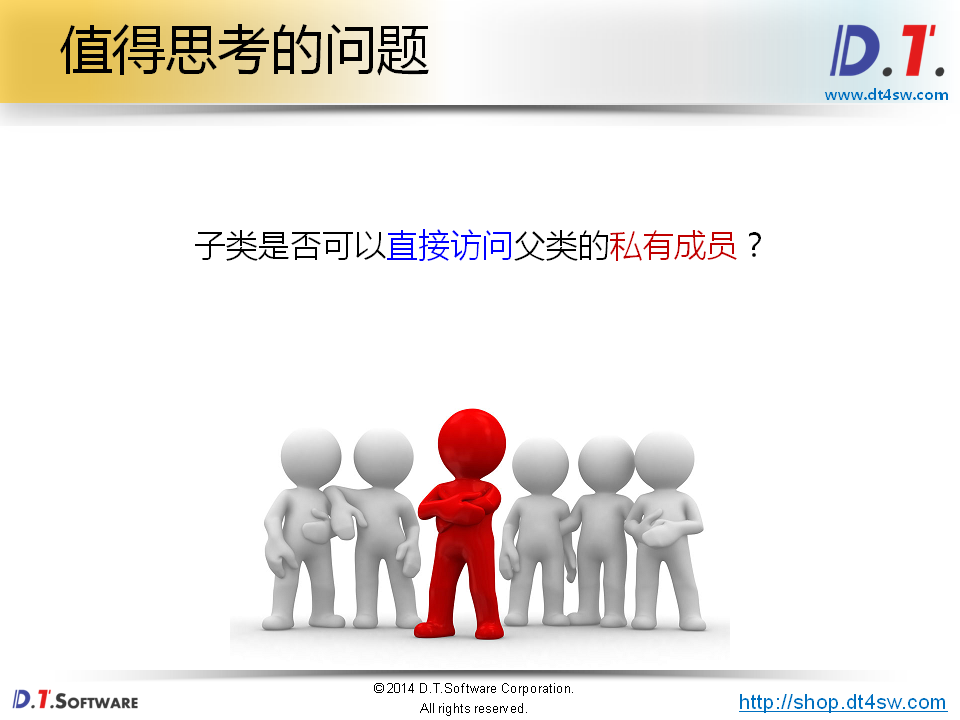 值得思考的问题
D.T.
www.dt4sw.com
子类是否可以直接访问父类的私有成员？
D.T.SOFTWARE
©2014 D.T.Software Corporation.
All rights reserved.
http://shop.dt4sw.com